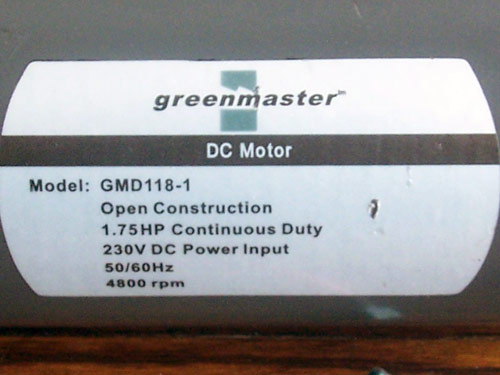 greenmaster™
DC Motor
Model: GMD118-1
Open Construction
1.75HP Continuous Duty
230V DC Power Input
50/60Hz
4800 rpm